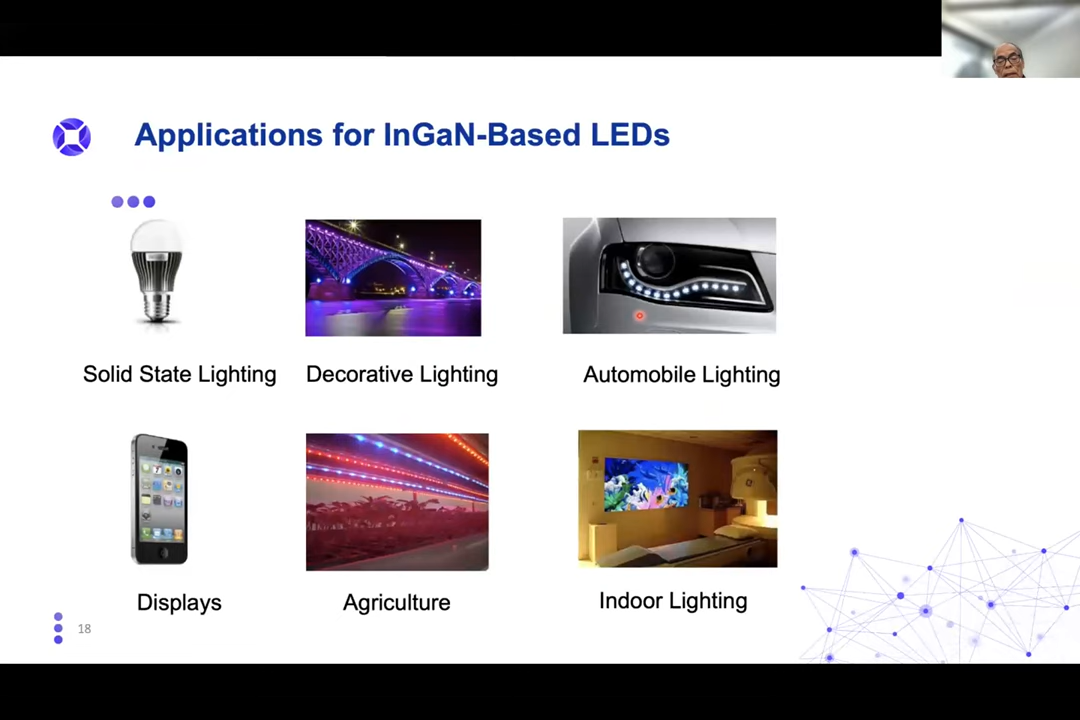 Applications for InGaN-Based LEDs
Solid State Lighting
Decorative Lighting
Automobile Lighting
Displays
Agriculture
Indoor Lighting
18